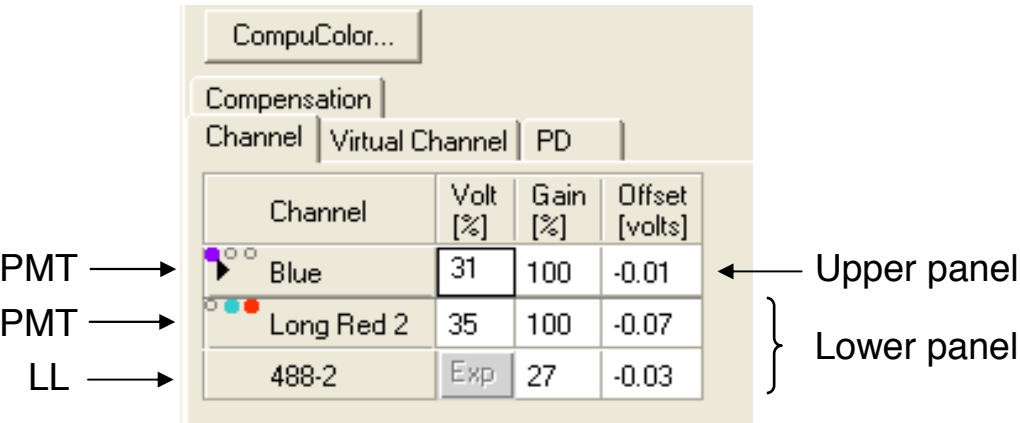 CompuColor...
Compensation
Channel Virtual Channel PD
Channel Volt [%] Gain [%] Offset [volts]
PMT Blue 31 100 -0.01 Upper panel
PMT Long Red 2 35 100 -0.07
Lower panel
LL 488-2 Exp 27 -0.03